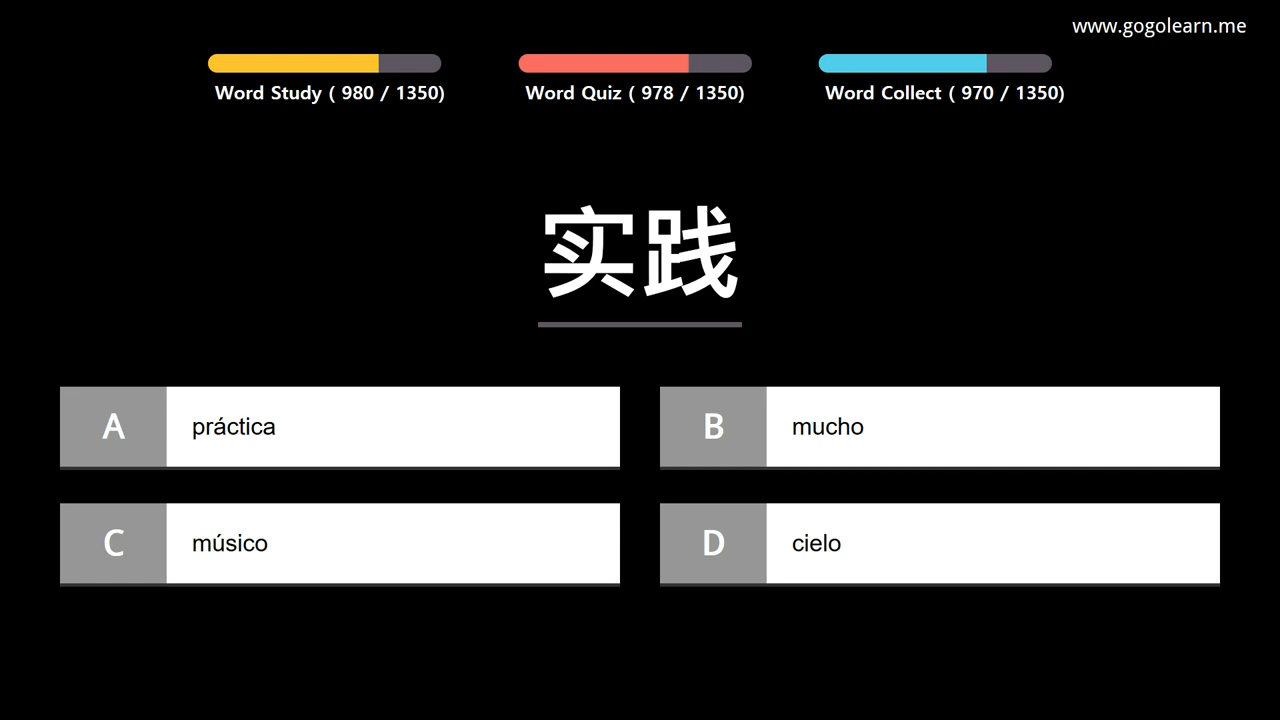 www.gogolearn.me
Word Study ( 980 / 1350)
Word Quiz ( 978 / 1350)
Word Collect ( 970 / 1350)
实践
A práctica
B mucho
C músico
D cielo